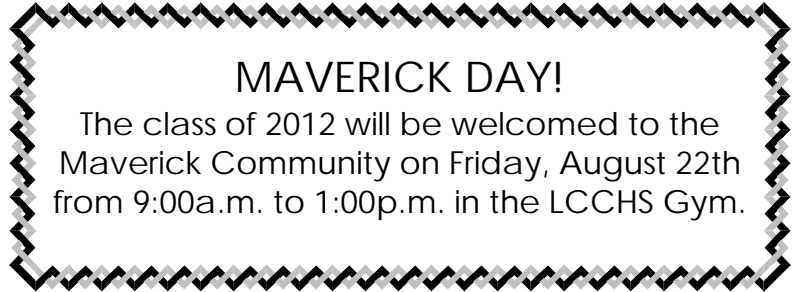 MAVERICK DAY!
The class of 2012 will be welcomed to the
Maverick Community on Friday, August 22th
from 9:00a.m. to 1:00p.m. in the LCCHS Gym.